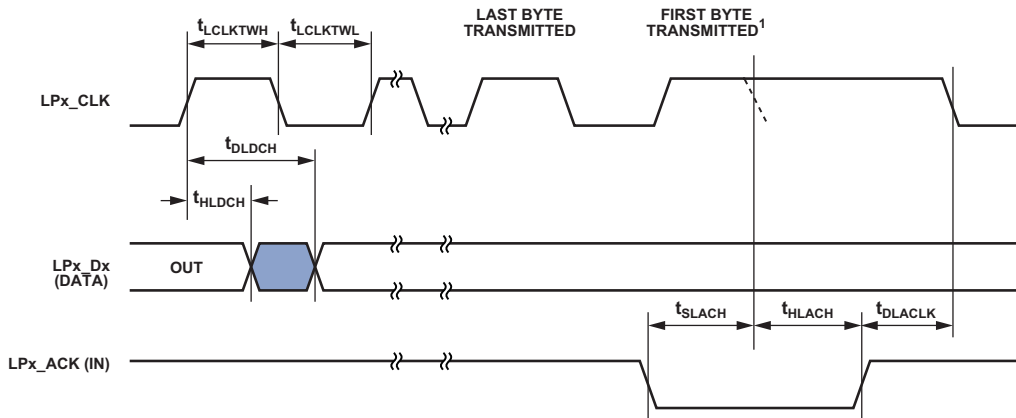 LAST BYTE
TRANSMITTED
FIRST BYTE
TRANSMITTED1
tLCLKTWH
tLCLKTWL
LPx_CLK
tDLDCH
tHLDCH
LPx_Dx
(DATA)
OUT
tSLACH
tHLACH
tDLACLK
LPx_ACK (IN)